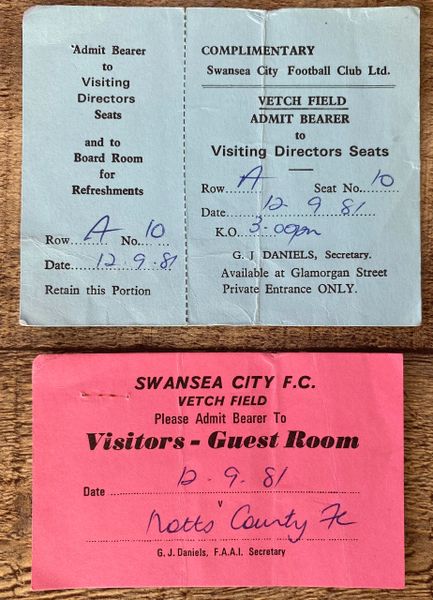 Admit Bearer
to
Visiting
Directors
Seats
and to
Board Room
for
Refreshments
Row A No. 10
Date 12.9.81
Retain this Portion
COMPLIMENTARY
Swansea City Football Club Ltd.
VETCH FIELD
ADMIT BEARER
to
Visiting Directors Seats
Row A Seat No. 10
Date 12 9 81
K.O. 3.00pm
G. J DANIELS, Secretary.
Available at Glamorgan Street
Private Entrance ONLY.
SWANSEA CITY F.C.
VETCH FIELD
Please Admit Bearer To
Visitors - Guest Room
Date 12.9.81
v
Notts County Fc
G. J. Daniels, F.A.A.I. Secretary